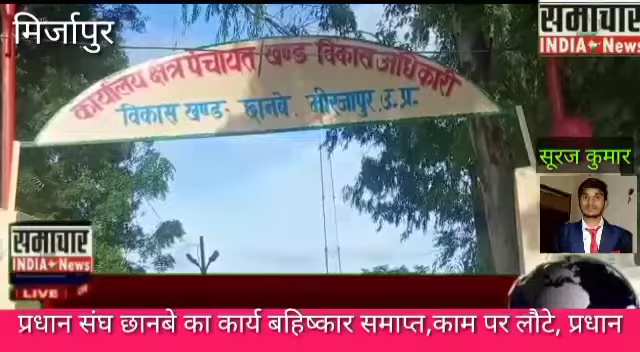 मिर्जापुर
समाचार
INDIA News
कार्यालय क्षेत्र पंचायत/खण्ड विकास अधिकारी
विकास खण्ड- छानबे मीरजापुर उ.प्र-
सूरज कुमार
समाचार
INDIA News
LIVE
प्रधान संघ छानबे का कार्य बहिष्कार समाप्त,काम पर लौटे, प्रधान